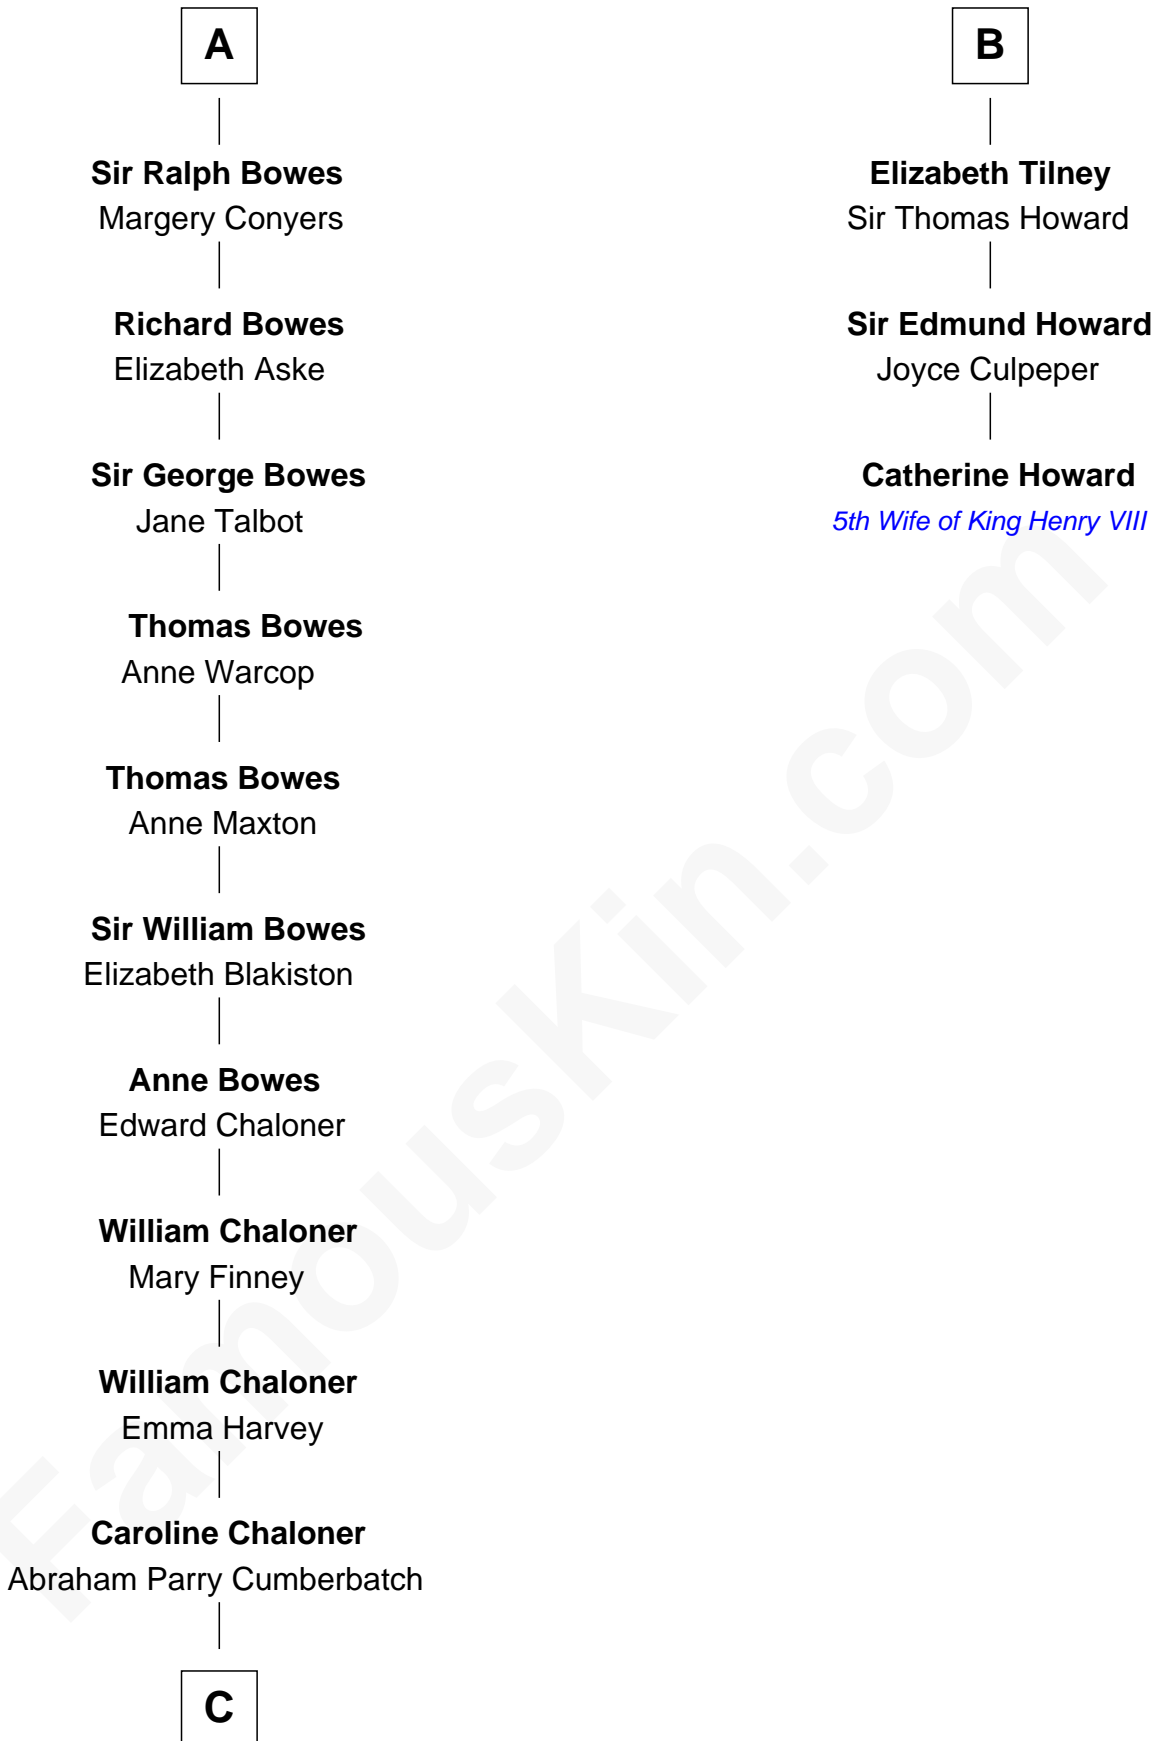 A
Sir Ralph Bowes
Margery Conyers
Richard Bowes
Elizabeth Aske
Sir George Bowes
Jane Talbot
Thomas Bowes
Anne Warcop
Thomas Bowes
Anne Maxton
Sir William Bowes
Elizabeth Blakiston
Anne Bowes
Edward Chaloner
William Chaloner
Mary Finney
William Chaloner
Emma Harvey
Caroline Chaloner
Abraham Parry Cumberbatch
C
B
Elizabeth Tilney
Sir Thomas Howard
Sir Edmund Howard
Joyce Culpeper
Catherine Howard
5th Wife of King Henry VIII
FamousKin.com